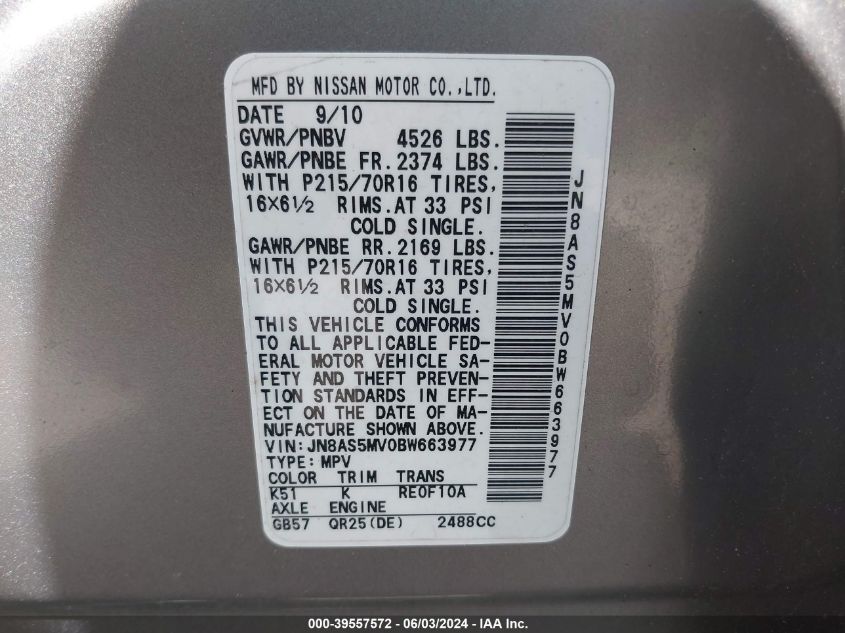 MFD BY NISSAN MOTOR CO.,LTD.
DATE 9/10
GVWR/PNBV 4526 LBS.
GAWR/PNBE FR. 2374 LBS.
WITH P215/70R16 TIRES,
16×6½ RIMS. AT 33 PSI
COLD SINGLE.
GAWR/PNBE RR. 2169 LBS.
WITH P215/70R16 TIRES,
16×6½ RIMS. AT 33 PSI
COLD SINGLE.
THIS VEHICLE CONFORMS
TO ALL APPLICABLE FED-
ERAL MOTOR VEHICLE SA-
FETY AND THEFT PREVEN-
TION STANDARDS IN EFF-
ECT ON THE DATE OF MA-
NUFACTURE SHOWN ABOVE.
VIN:JN8AS5MV0BW663977
TYPE:MPV
COLOR TRIM TRANS
K51 K RE0F10A
AXLE ENGINE
GB57 QR25(DE) 2488CC
JN8AS5MV0BW663977
000-39557572 / 06/03/2024 - IAA Inc.